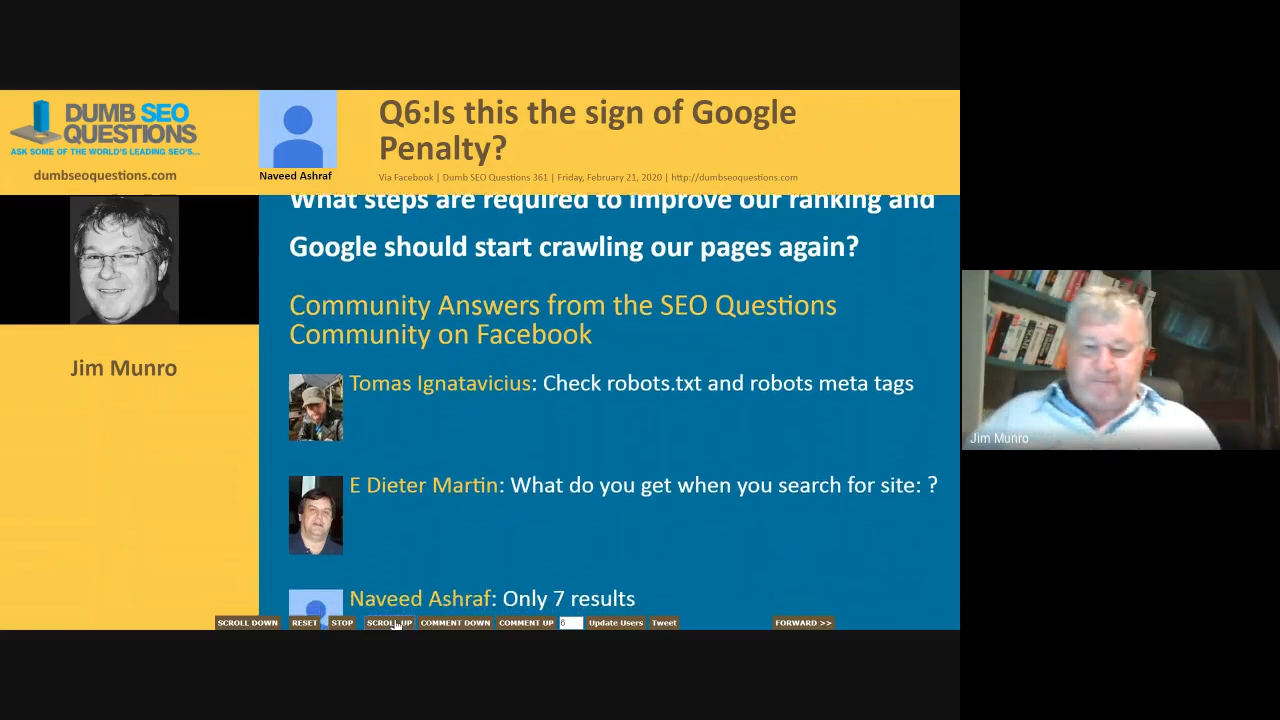 DUMB SEO
QUESTIONS
ASK SOME OF THE WORLD'S LEADING SEO'S...
dumbseoquestions.com
Naveed Ashraf
Q6:Is this the sign of Google
Penalty?
Via Facebook | Dumb SEO Questions 361 | Friday, February 21, 2020 | http://dumbseoquestions.com
Jim Munro
What steps are required to improve our ranking and
Google should start crawling our pages again?
Community Answers from the SEO Questions
Community on Facebook
Tomas Ignatavicius: Check robots.txt and robots meta tags
E Dieter Martin: What do you get when you search for site: ?
Naveed Ashraf: Only 7 results
SCROLL DOWN RESET STOP SCROLL UP COMMENT DOWN COMMENT UP 6 Update Users Tweet FORWARD >>
Jim Munro